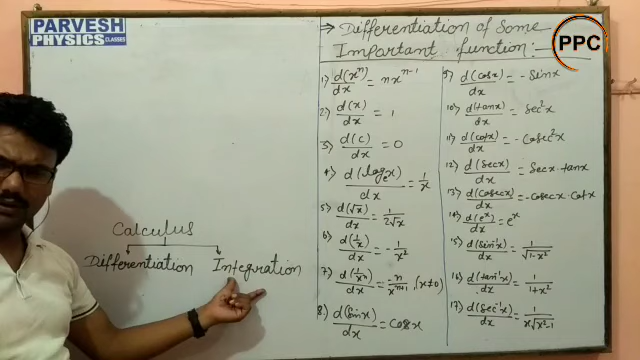 PARVESH
PHYSICS CLASSES
PPC
Calculus
Differentiation Integration
⇒ Differentiation of Some
Important function:—
1) d(xⁿ)/dx = nxⁿ⁻¹
2) d(x)/dx = 1
3) d(c)/dx = 0
4) d(logₑx)/dx = 1/x
5) d(√x)/dx = 1/2√x
6) d(1/x)/dx = -1/x²
7) d(1/xⁿ)/dx = n/xⁿ⁺¹, (x≠0)
8) d(sinx)/dx = cosx
9) d(cosx)/dx = -Sinx
10) d(tanx)/dx = Sec²x
11) d(cotx)/dx = -Cosec²x
12) d(Secx)/dx = Secx·tanx
13) d(Cosecx)/dx = -Cosecx·Cotx
14) d(eˣ)/dx = eˣ
15) d(sin⁻¹x)/dx = 1/√1-x²
16) d(tan⁻¹x)/dx = 1/1+x²
17) d(sec⁻¹x)/dx = 1/x√x²-1